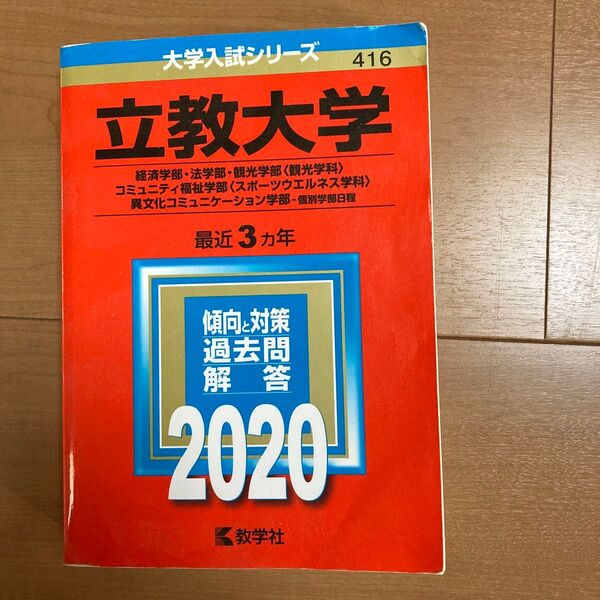 大学入試シリーズ
416
立教大学
経済学部・法学部・観光学部〈観光学科〉
コミュニティ福祉学部〈スポーツウエルネス学科〉
異文化コミュニケーション学部－個別学部日程
最近3カ年
傾向と対策
過去問
解答
2020
教学社